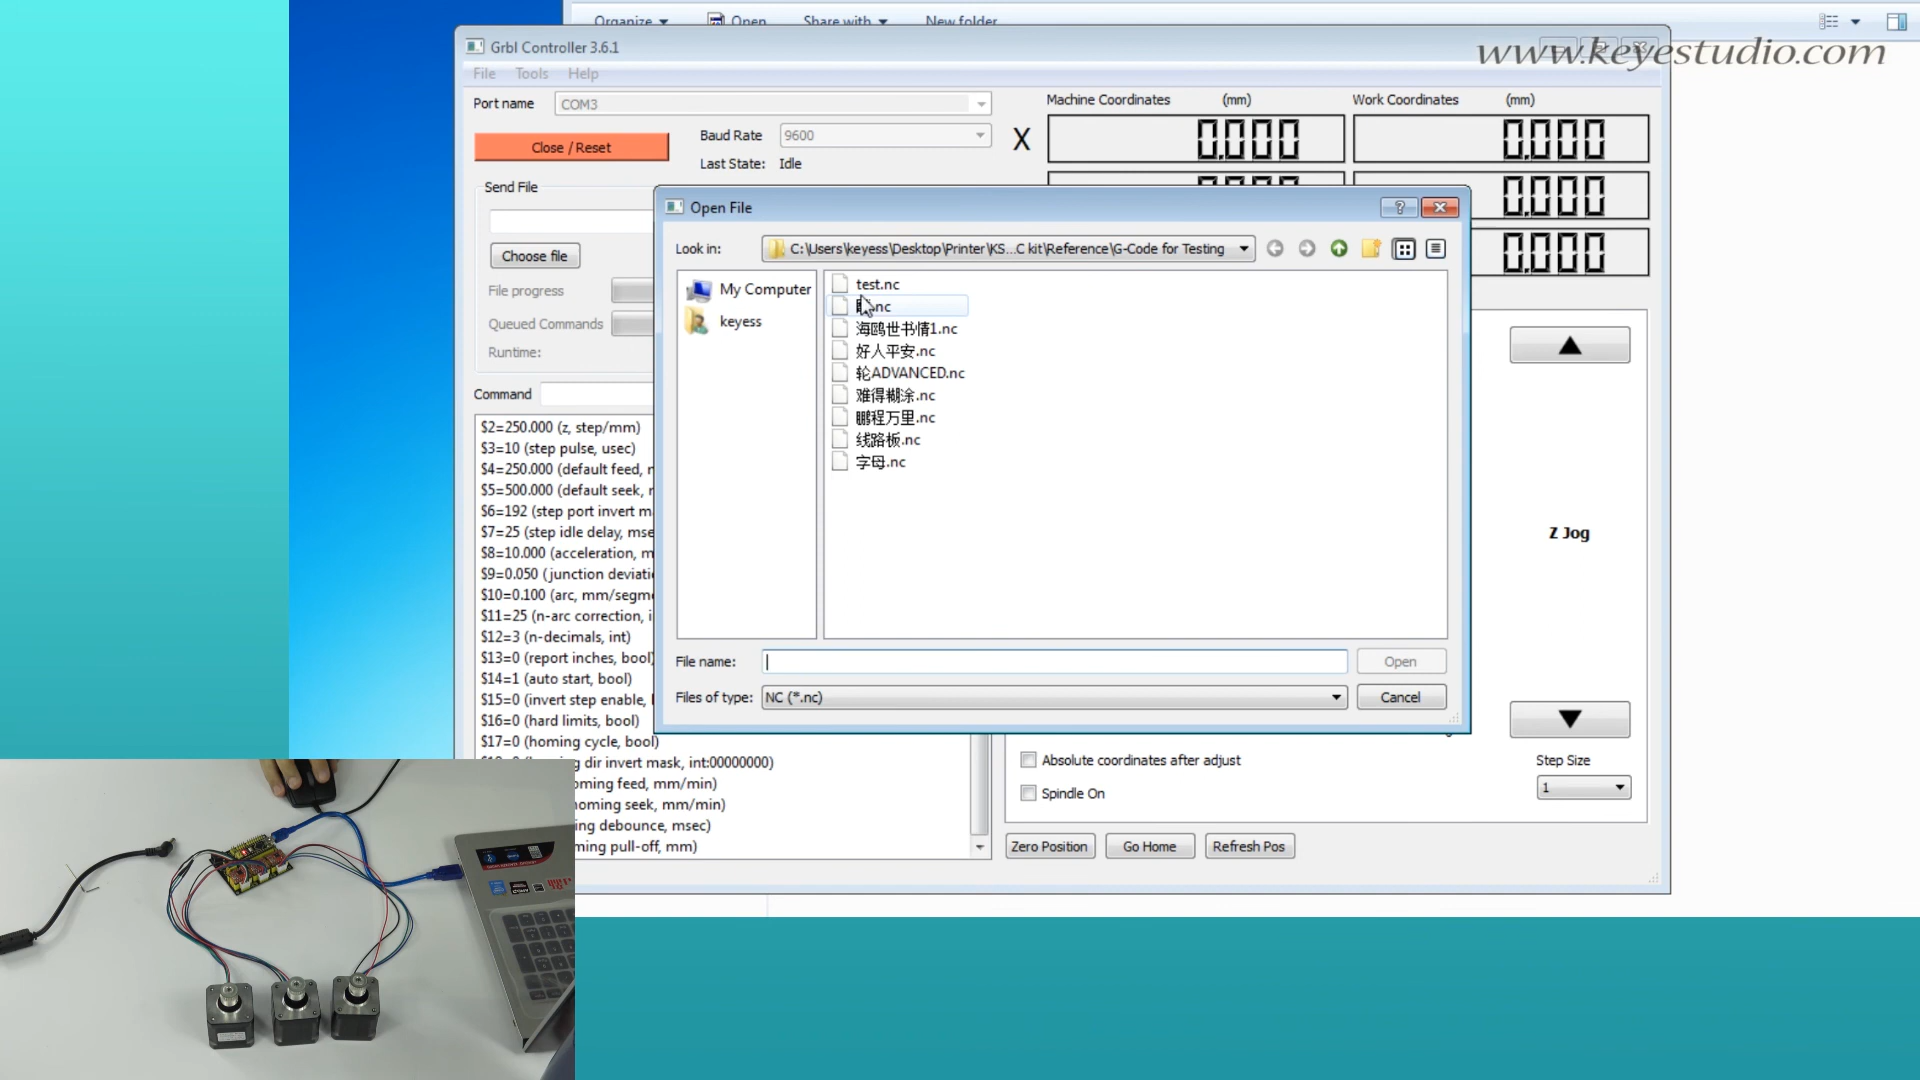 Organize
Open
Share with
New folder
Grbl Controller 3.6.1
www.keyestudio.com
File Tools Help
Port name
COM3
Machine Coordinates (mm)
Work Coordinates (mm)
Close / Reset
Baud Rate
9600
X
0.000
0.000
Last State: Idle
Send File
0.000
Open File
Look in:
C:\Users\keyess\Desktop\Printer\KS...C kit\Reference\G-Code for Testing
0.000
Choose file
My Computer
keyess
test.nc
.nc
海鸥世书情1.nc
好人平安.nc
轮ADVANCED.nc
难得糊涂.nc
鹏程万里.nc
线路板.nc
字母.nc
File progress
Queued Commands
Runtime:
Command
$2=250.000 (z, step/mm)
$3=10 (step pulse, usec)
$4=250.000 (default feed,
$5=500.000 (default seek,
$6=192 (step port invert
$7=25 (step idle delay,
$8=10.000 (acceleration,
$9=0.050 (junction
$10=0.100 (arc,
$11=25 (n-arc correction,
$12=3 (n-decimals, int)
$13=0 (report inches, bool)
$14=1 (auto start, bool)
$15=0 (invert step enable,
$16=0 (hard limits, bool)
$17=0 (homing cycle, bool)
dir invert mask, int:00000000)
feed, mm/min)
seek, mm/min)
debounce, msec)
pull-off, mm)
File name:
Open
Files of type:
NC (*.nc)
Cancel
Z Jog
Absolute coordinates after adjust
Spindle On
Step Size
1
Zero Position
Go Home
Refresh Pos